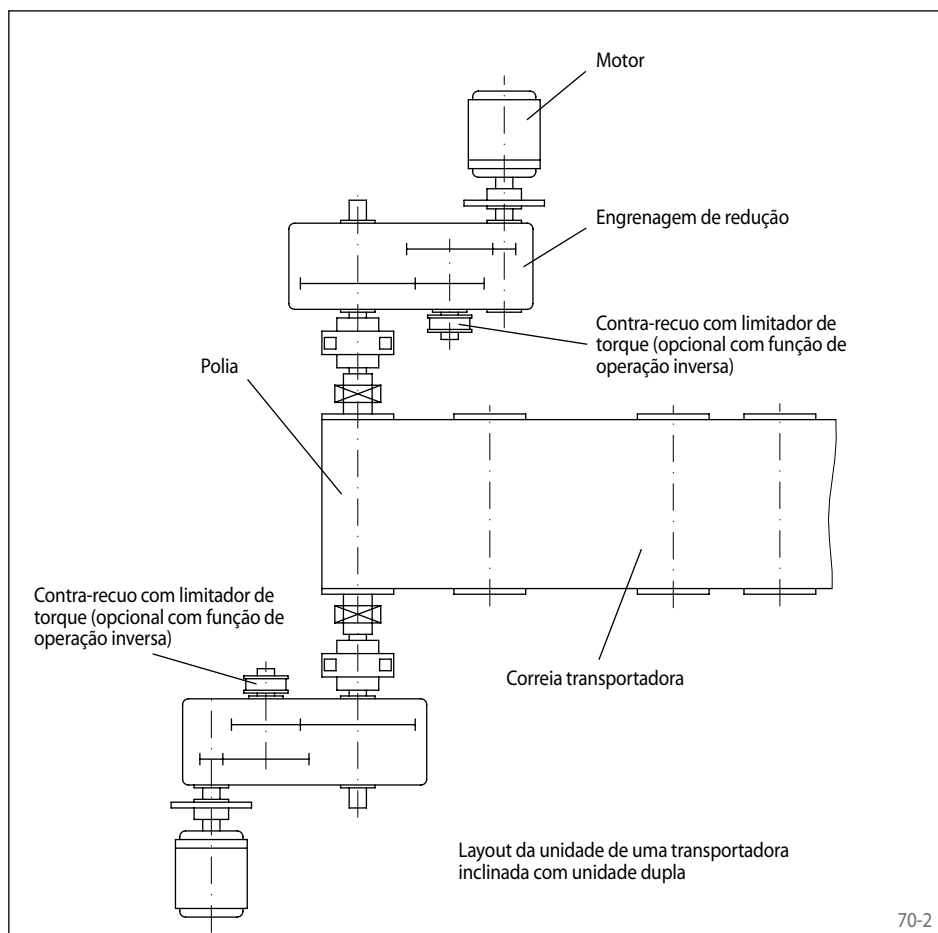 Motor
Engrenagem de redução
Contra-recuo com limitador de
torque (opcional com função de
operação inversa)
Polia
Contra-recuo com limitador de
torque (opcional com função de
operação inversa)
Correia transportadora
Layout da unidade de uma transportadora
inclinada com unidade dupla
70-2